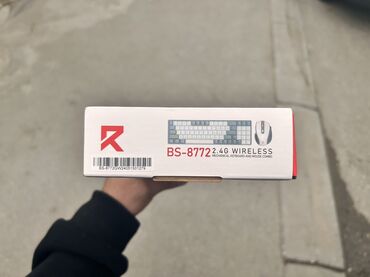 BS-8772 2.4G WIRELESS
MECHANICAL KEYBOARD AND MOUSE COMBO